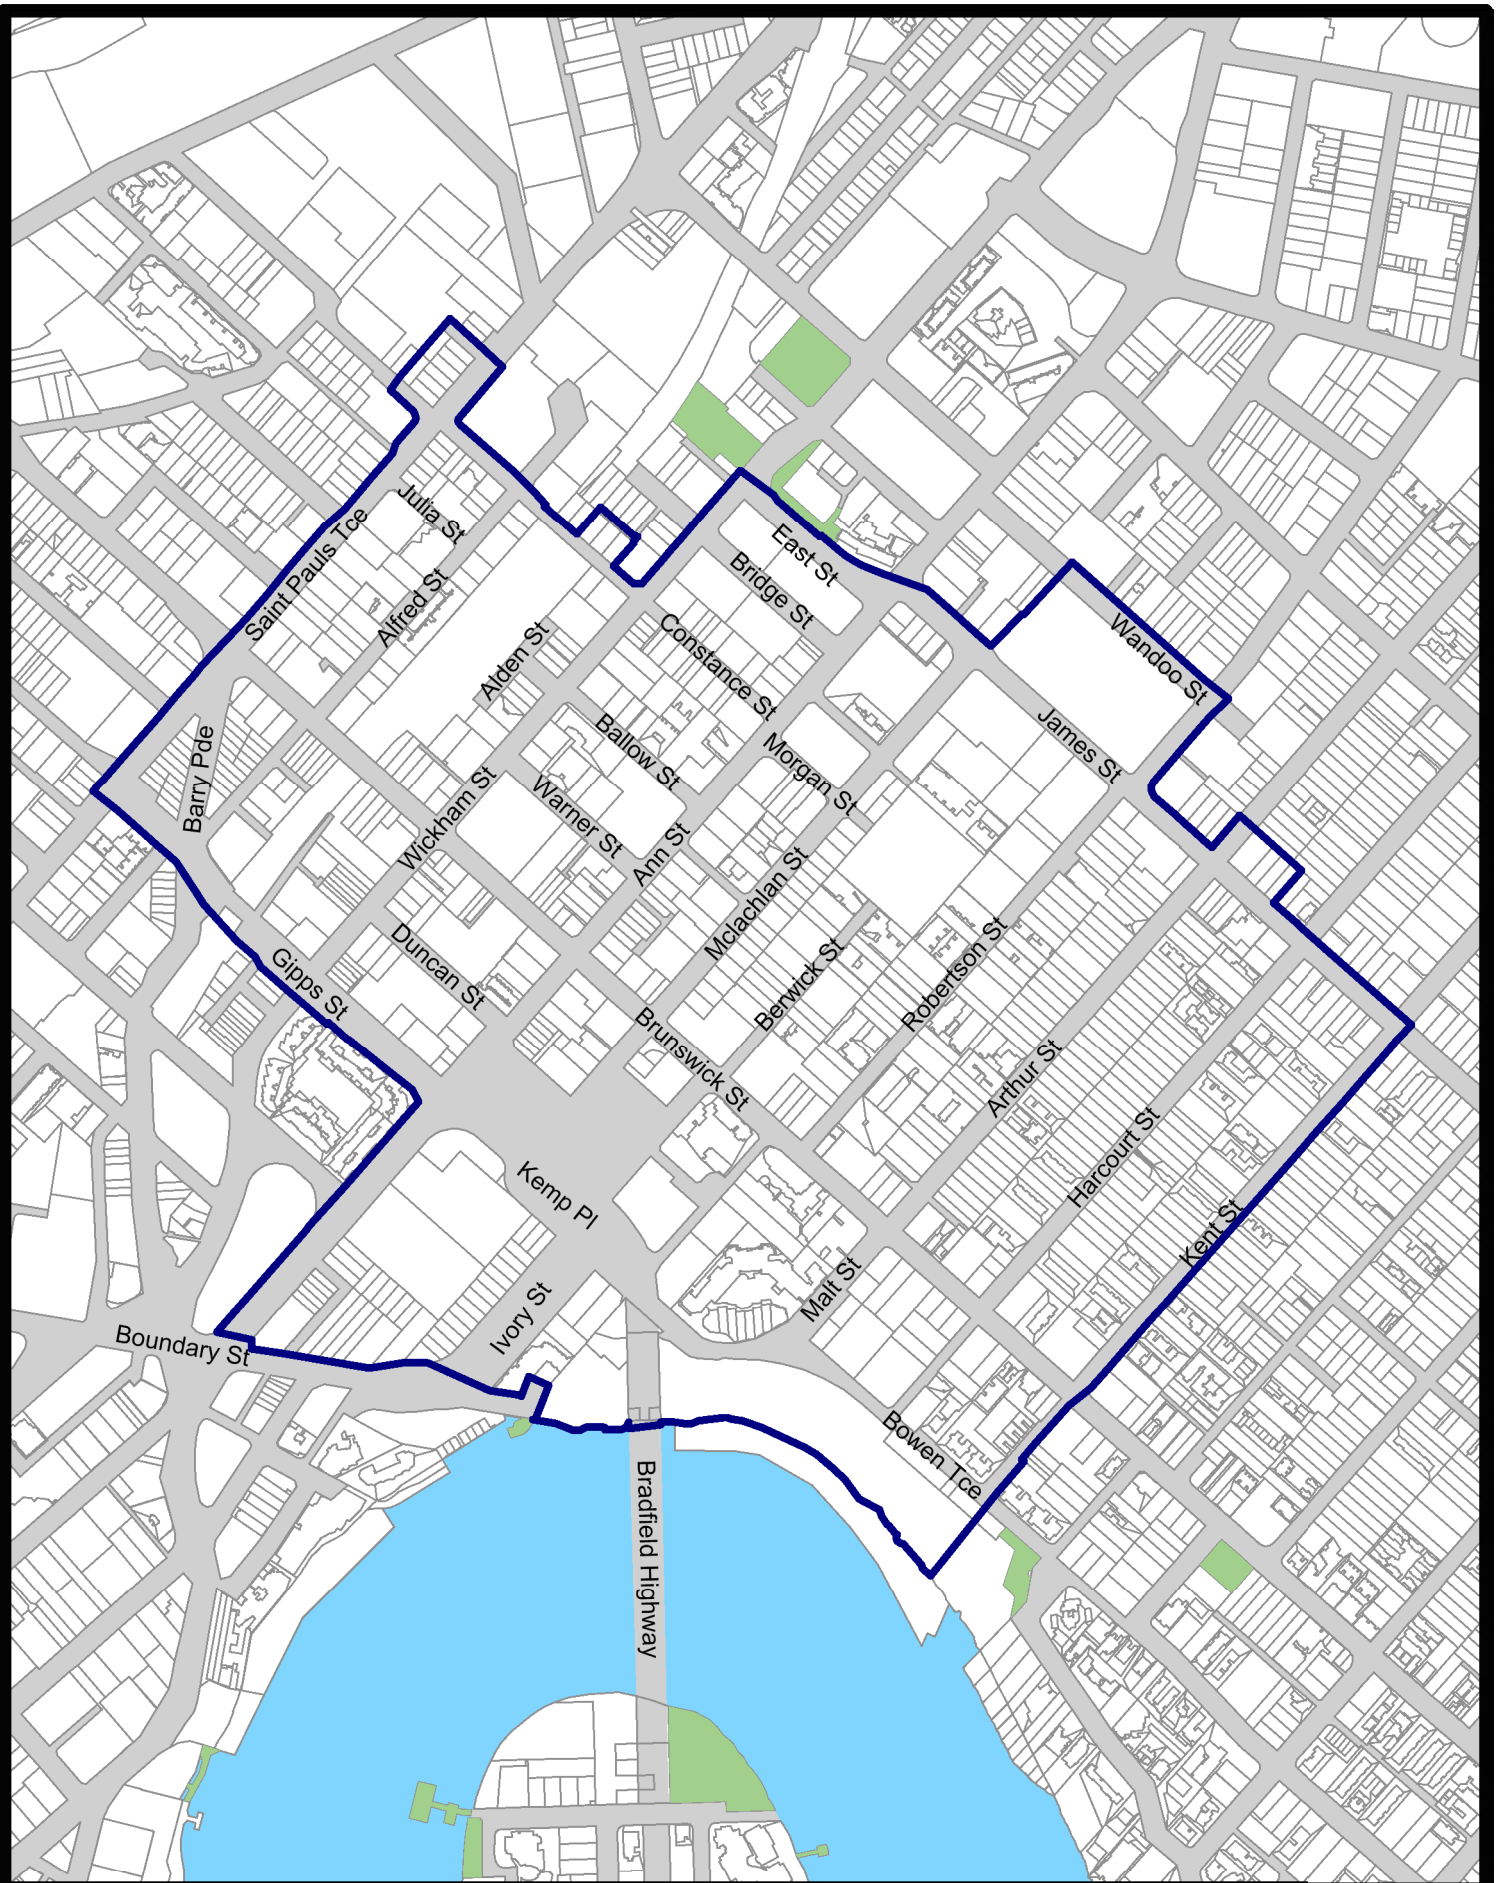 Julia St
Saint Pauls Tce
East St
Bridge St
Alfred St
Constance St
Wandoo St
Alden St
James St
Ballow St
Barry Pde
Morgan St
Wickham St
Warner St
Ann St
Mclachlan St
Duncan St
Gipps St
Berwick St
Robertson St
Brunswick St
Arthur St
Harcourt St
Kemp Pl
Kent St
Malt St
Ivory St
Boundary St
Bowen Tce
Bradfield Highway